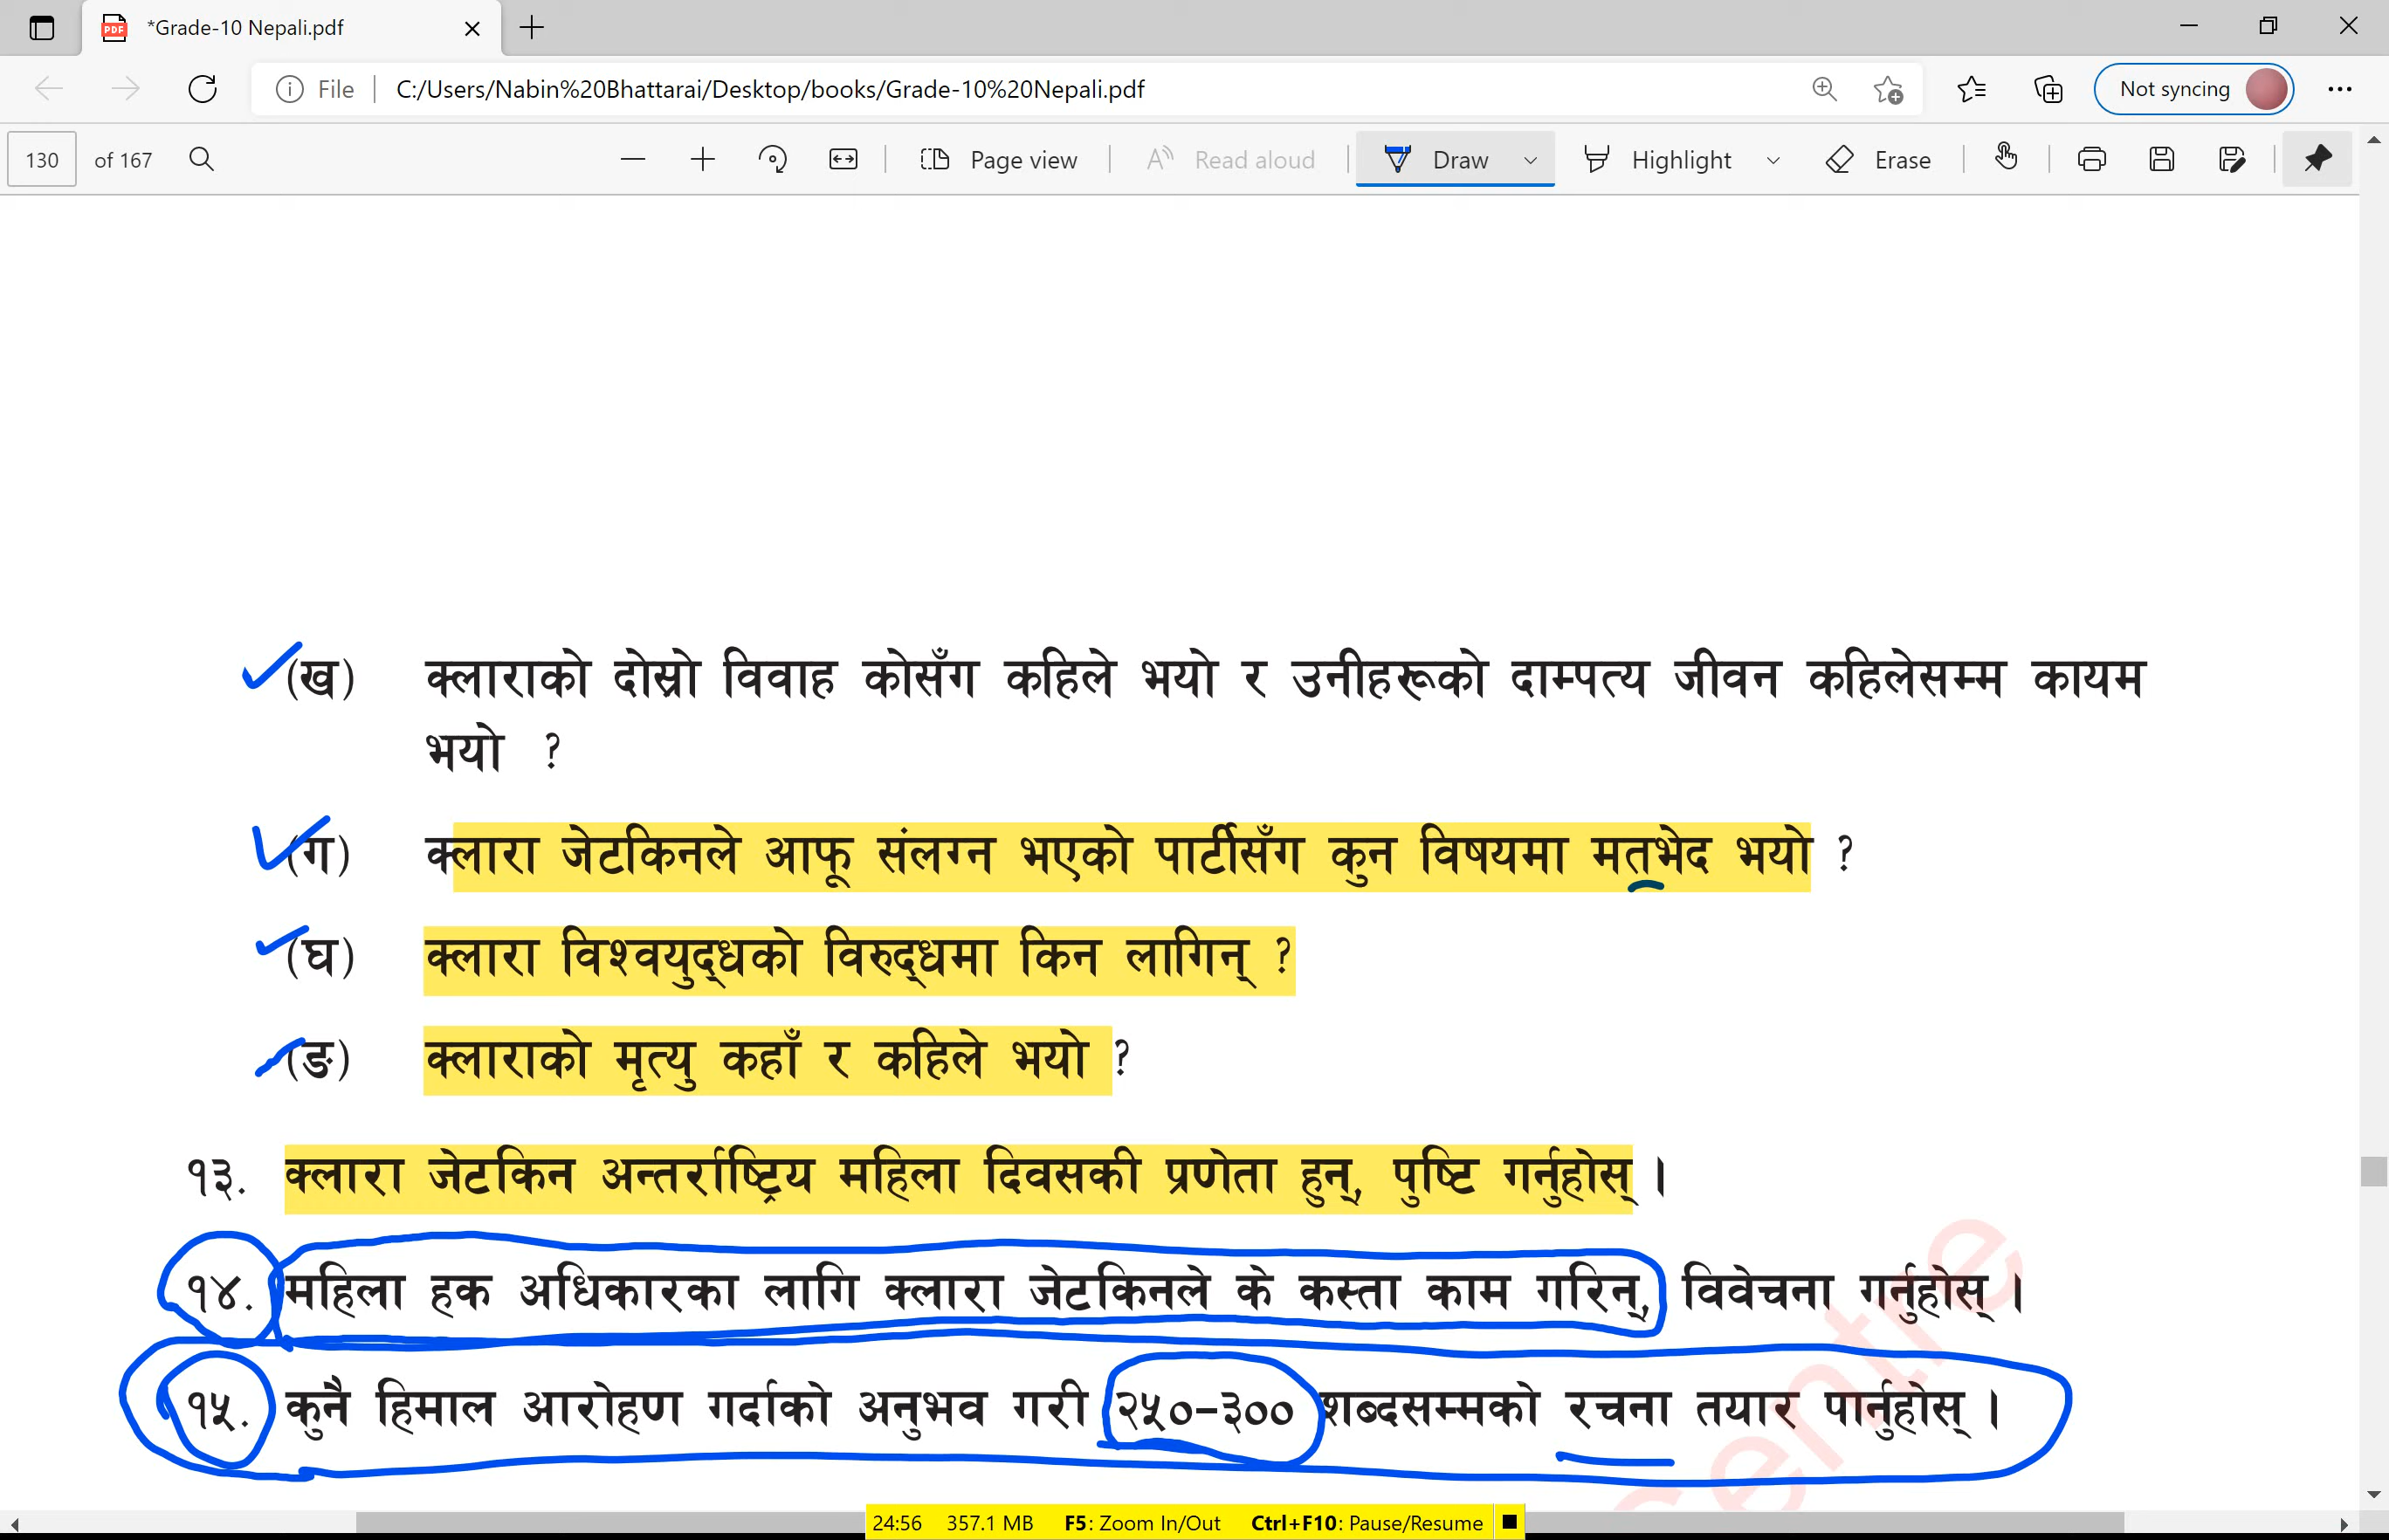 *Grade-10 Nepali.pdf
File C:/Users/Nabin%20Bhattarai/Desktop/books/Grade-10%20Nepali.pdf Not syncing
130 of 167 Page view Read aloud Draw Highlight Erase
(ख) क्लाराको दोस्रो विवाह कोसँग कहिले भयो र उनीहरूको दाम्पत्य जीवन कहिलेसम्म कायम
भयो ?
(ग) क्लारा जेटकिनले आफू संलग्न भएको पार्टीसँग कुन विषयमा मतभेद भयो ?
(घ) क्लारा विश्वयुद्धको विरुद्धमा किन लागिन् ?
(ङ) क्लाराको मृत्यु कहाँ र कहिले भयो ?
१३. क्लारा जेटकिन अन्तर्राष्ट्रिय महिला दिवसकी प्रणेता हुन्, पुष्टि गर्नुहोस् ।
१४. महिला हक अधिकारका लागि क्लारा जेटकिनले के कस्ता काम गरिन्, विवेचना गर्नुहोस् ।
१५. कुनै हिमाल आरोहण गर्दाको अनुभव गरी २५०-३०० शब्दसम्मको रचना तयार पार्नुहोस् ।
Centre
24:56 357.1 MB F5: Zoom In/Out Ctrl+F10: Pause/Resume